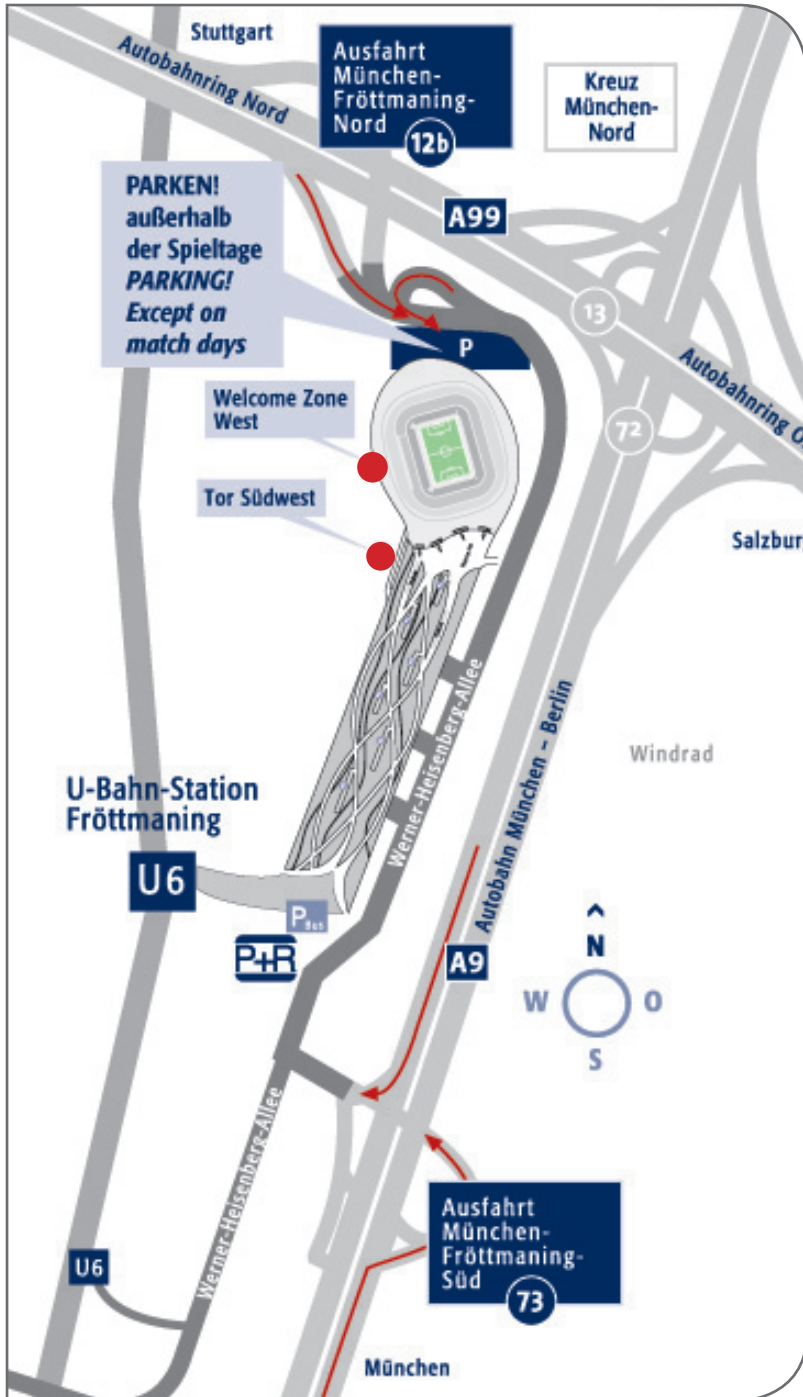 Stuttgart
Autobahnring Nord
Ausfahrt
München-
Fröttmaning-
Nord
12b
Kreuz
München-
Nord
PARKEN!
außerhalb
der Spieltage
PARKING!
Except on
match days
A99
13
P
Autobahnring O
72
Welcome Zone
West
Tor Südwest
Salzburg
Werner-Heisenberg-Allee
Autobahn München – Berlin
Windrad
U-Bahn-Station
Fröttmaning
U6
P Bus
P+R
A9
N
W
O
S
Werner-Heisenberg-Allee
Ausfahrt
München-
Fröttmaning-
Süd
73
U6
München